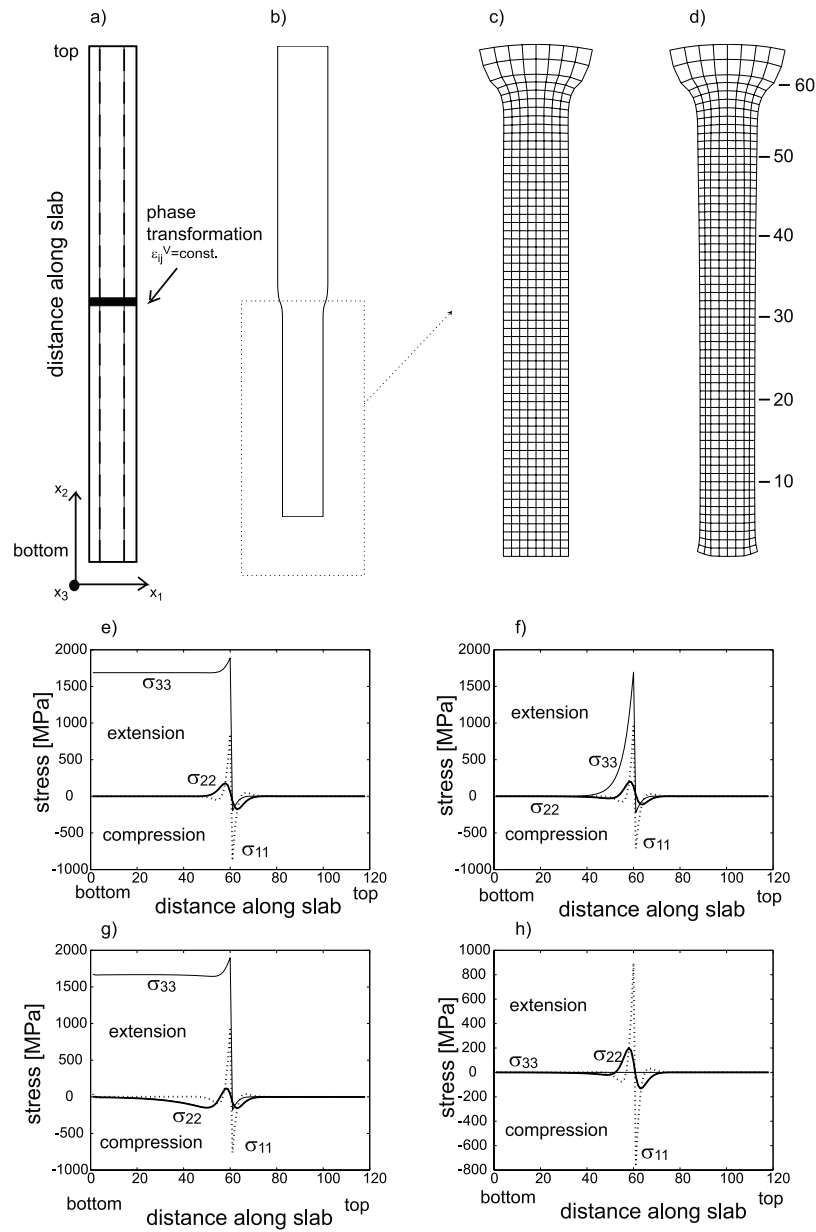 a)
b)
c)
d)
top
distance along slab
phase
transformation
εᵢⱼⱽ=const.
x₂
bottom
x₃
x₁
60
50
40
30
20
10
e)
2000
1500
1000
500
0
-500
-1000
stress [MPa]
σ₃₃
extension
σ₂₂
compression
σ₁₁
0 20 40 60 80 100 120
bottom
top
distance along slab
f)
2000
1500
1000
500
0
-500
-1000
stress [MPa]
extension
σ₃₃
σ₂₂
compression
σ₁₁
0 20 40 60 80 100 120
bottom
top
distance along slab
g)
2000
1500
1000
500
0
-500
-1000
stress [MPa]
σ₃₃
extension
σ₂₂
compression
σ₁₁
0 20 40 60 80 100 120
bottom
top
distance along slab
h)
1000
800
600
400
200
0
-200
-400
-600
-800
stress [MPa]
extension
σ₃₃
σ₂₂
compression
σ₁₁
0 20 40 60 80 100 120
bottom
top
distance along slab